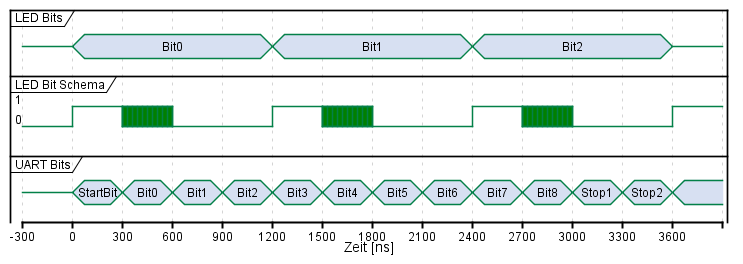 LED Bits
Bit0 Bit1 Bit2
LED Bit Schema
1
0
UART Bits
StartBit Bit0 Bit1 Bit2 Bit3 Bit4 Bit5 Bit6 Bit7 Bit8 Stop1 Stop2
-300 0 300 600 900 1200 1500 1800 2100 2400 2700 3000 3300 3600
Zeit [ns]